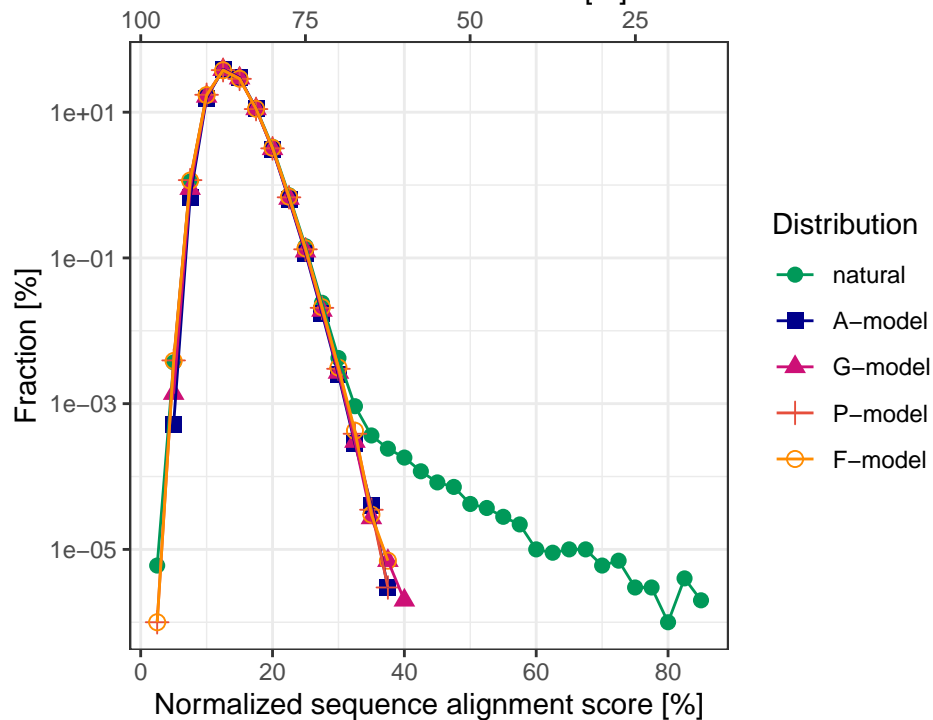 100 75 50 25
1e+01
1e−01
1e−03
1e−05
Fraction [%]
0 20 40 60 80
Normalized sequence alignment score [%]
Distribution
natural
A−model
G−model
P−model
F−model